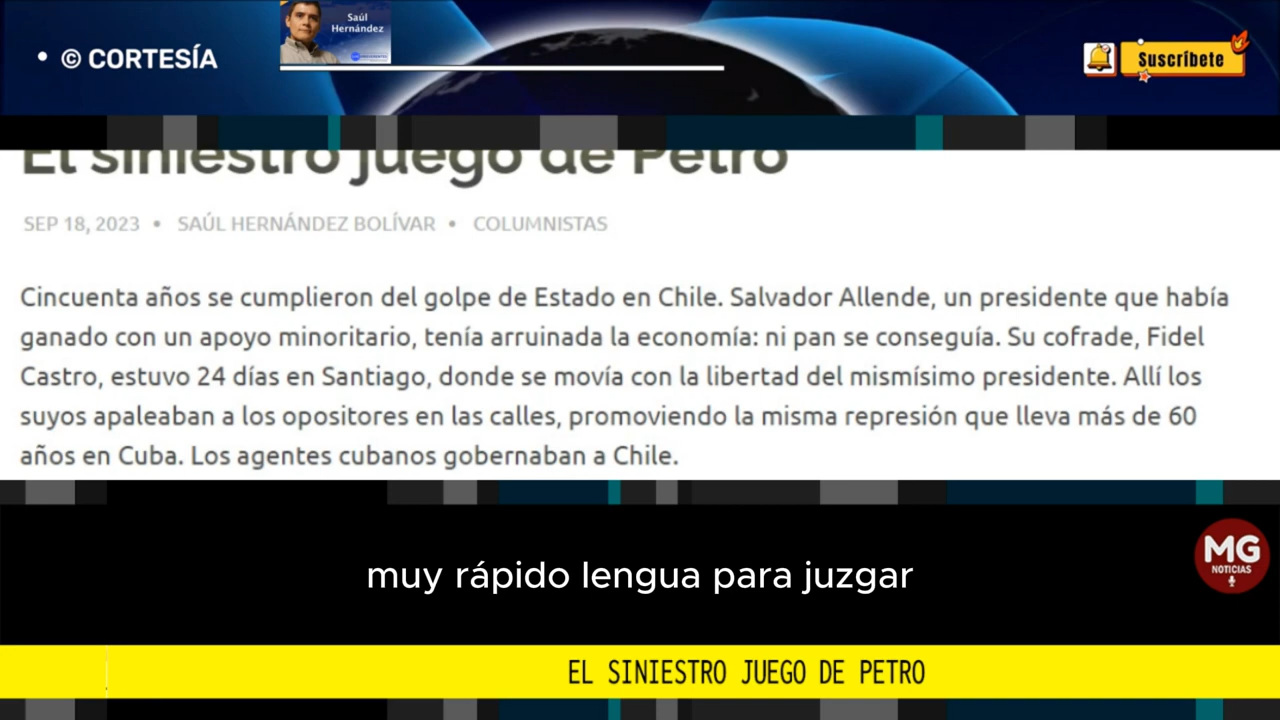 • © CORTESÍA
Saúl
Hernández
Suscríbete
El siniestro juego de Petro
SEP 18, 2023 • SAÚL HERNÁNDEZ BOLÍVAR • COLUMNISTAS
Cincuenta años se cumplieron del golpe de Estado en Chile. Salvador Allende, un presidente que había
ganado con un apoyo minoritario, tenía arruinada la economía: ni pan se conseguía. Su cofrade, Fidel
Castro, estuvo 24 días en Santiago, donde se movía con la libertad del mismísimo presidente. Allí los
suyos apaleaban a los opositores en las calles, promoviendo la misma represión que lleva más de 60
años en Cuba. Los agentes cubanos gobernaban a Chile.
muy rápido lengua para juzgar
MG
NOTICIAS
EL SINIESTRO JUEGO DE PETRO